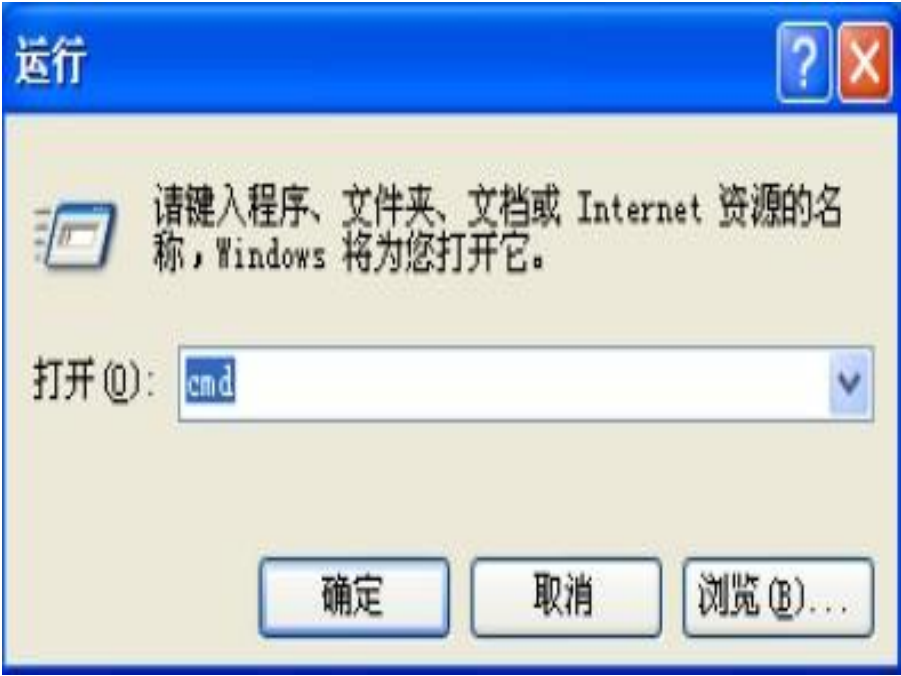 运行
请键入程序、文件夹、文档或 Internet 资源的名
称,Windows 将为您打开它。
打开(O): cmd
确定 取消 浏览(B)...